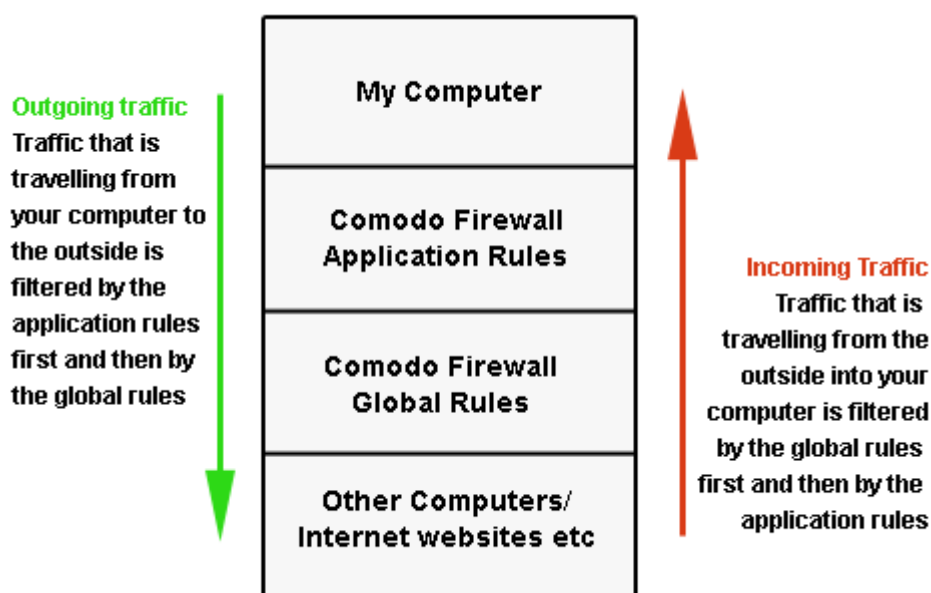 Outgoing traffic
Traffic that is
travelling from
your computer to
the outside is
filtered by the
application rules
first and then by
the global rules
My Computer
Comodo Firewall
Application Rules
Comodo Firewall
Global Rules
Other Computers/
Internet websites etc
Incoming Traffic
Traffic that is
travelling from the
outside into your
computer is filtered
by the global rules
first and then by the
application rules